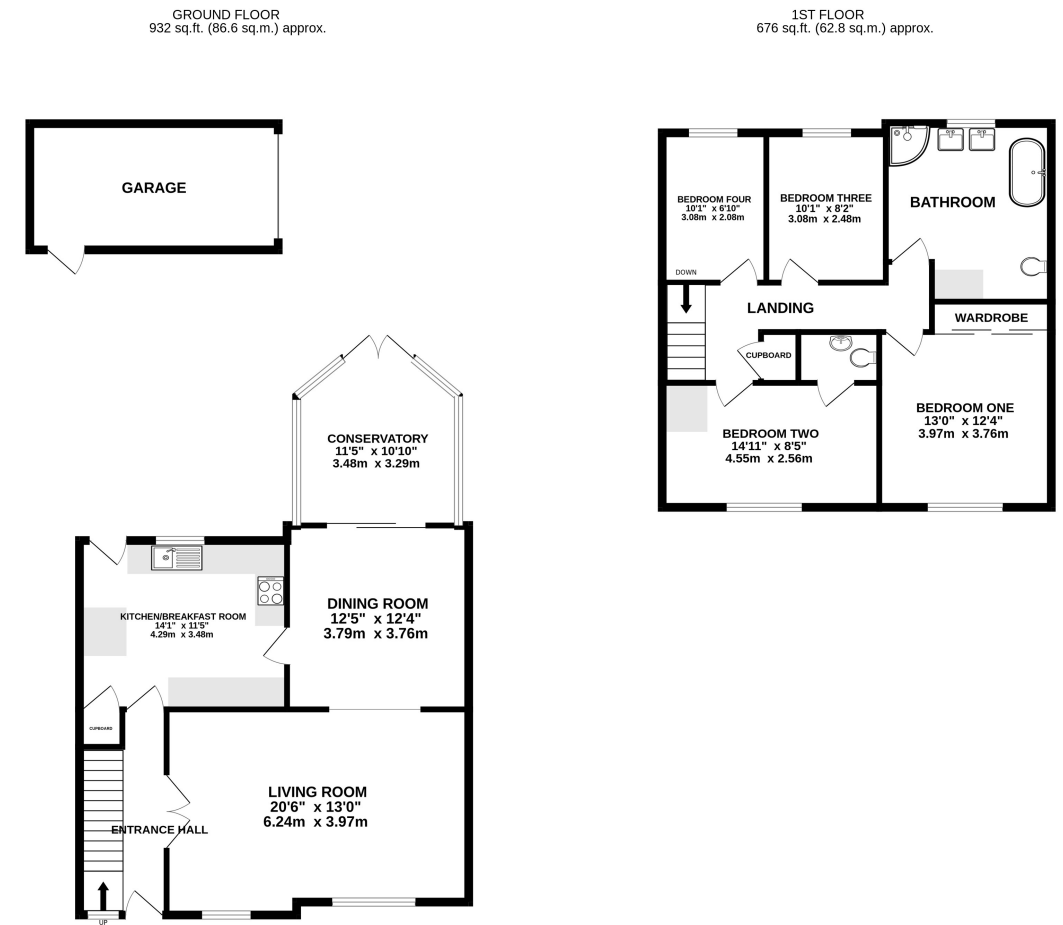 GROUND FLOOR
932 sq.ft. (86.6 sq.m.) approx.
GARAGE
CONSERVATORY
11'5" x 10'10"
3.48m x 3.29m
KITCHEN/BREAKFAST ROOM
14'1" x 11'5"
4.29m x 3.48m
DINING ROOM
12'5" x 12'4"
3.79m x 3.76m
CUPBOARD
LIVING ROOM
20'6" x 13'0"
6.24m x 3.97m
ENTRANCE HALL
UP
1ST FLOOR
676 sq.ft. (62.8 sq.m.) approx.
BEDROOM FOUR
10'1" x 6'10"
3.08m x 2.08m
BEDROOM THREE
10'1" x 8'2"
3.08m x 2.48m
BATHROOM
DOWN
LANDING
WARDROBE
CUPBOARD
BEDROOM TWO
14'11" x 8'5"
4.55m x 2.56m
BEDROOM ONE
13'0" x 12'4"
3.97m x 3.76m